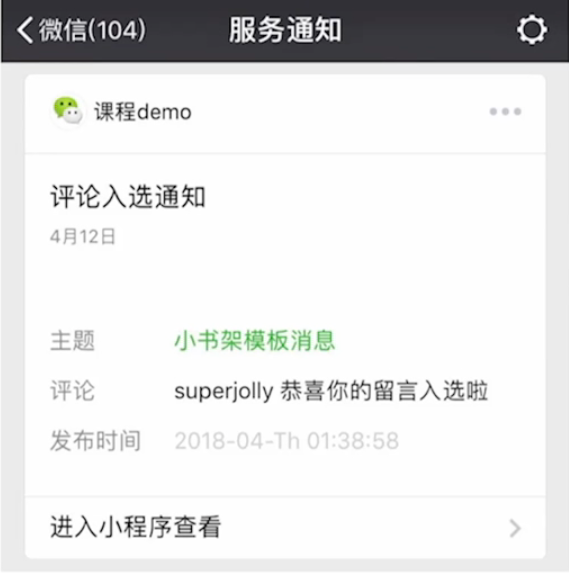 微信(104) 服务通知
课程demo
评论入选通知
4月12日
主题 小书架模板消息
评论 superjolly 恭喜你的留言入选啦
发布时间 2018-04-Th 01:38:58
进入小程序查看